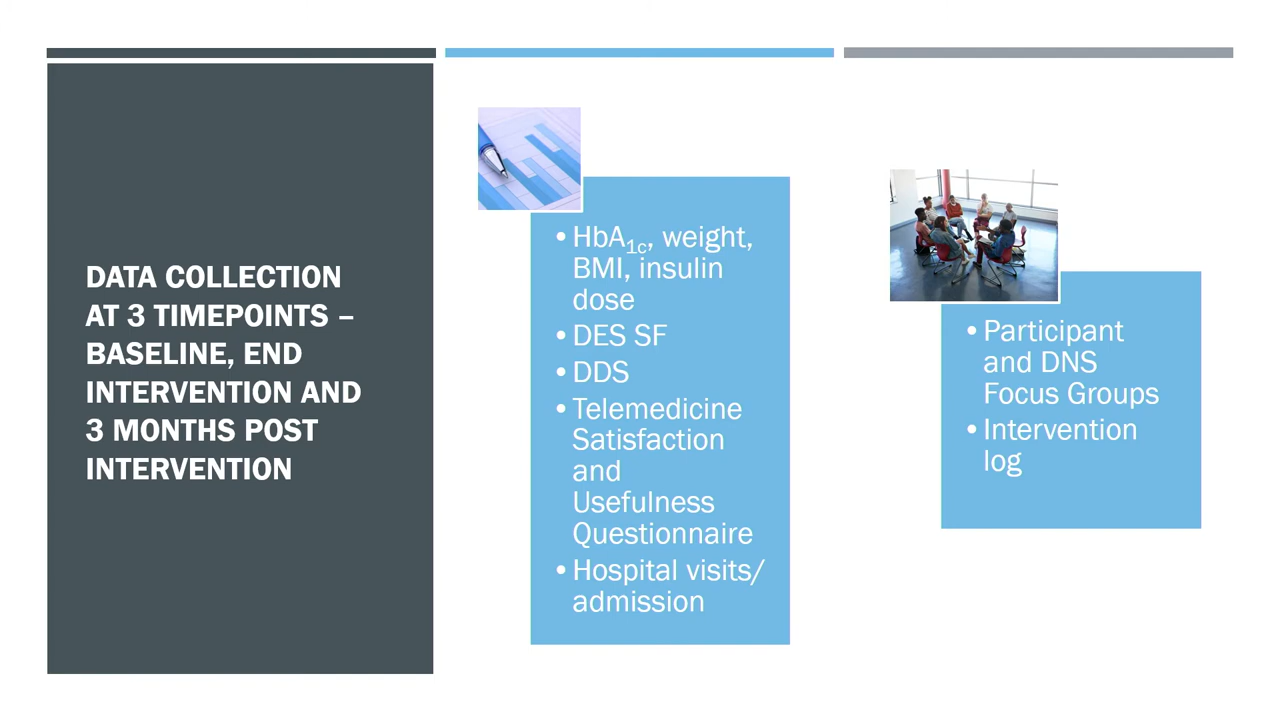 DATA COLLECTION
AT 3 TIMEPOINTS –
BASELINE, END
INTERVENTION AND
3 MONTHS POST
INTERVENTION
• HbA1c, weight,
BMI, insulin
dose
• DES SF
• DDS
• Telemedicine
Satisfaction
and
Usefulness
Questionnaire
• Hospital visits/
admission
• Participant
and DNS
Focus Groups
• Intervention
log